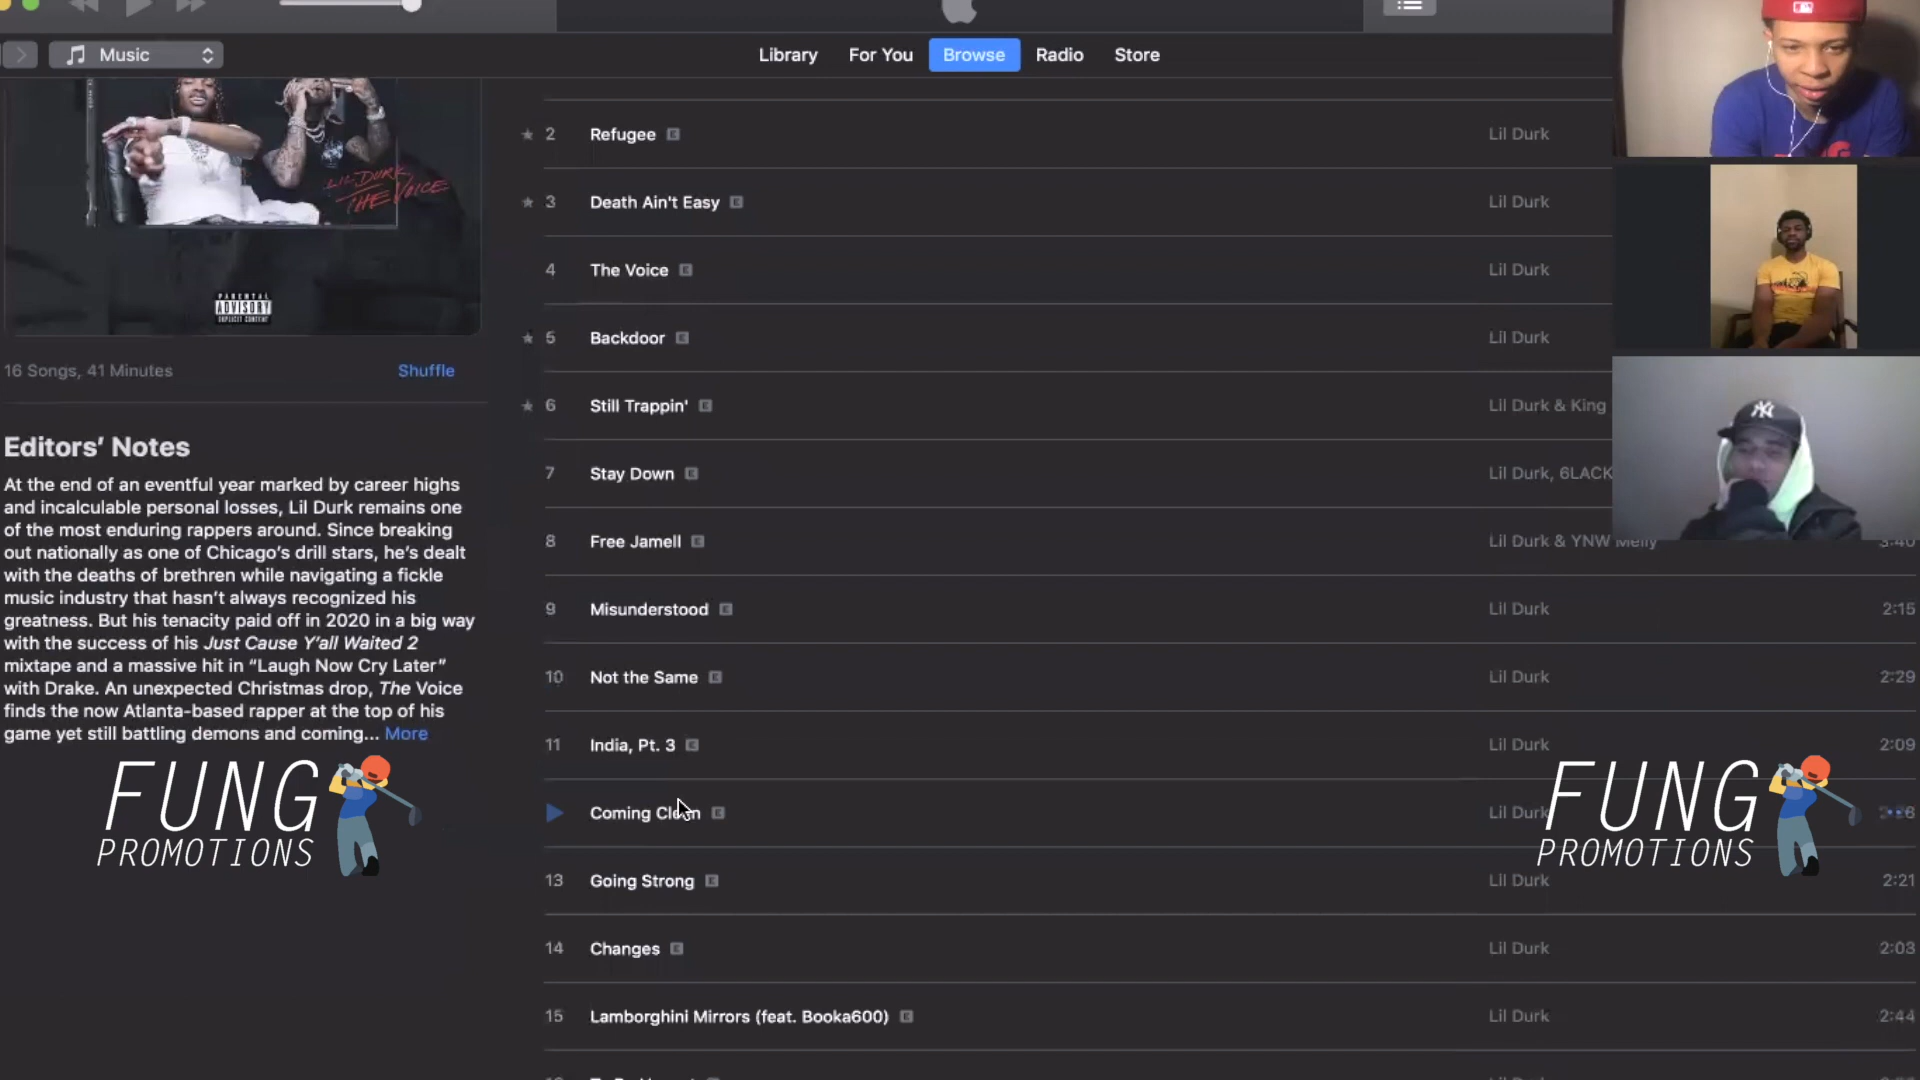 Music
Library
For You
Browse
Radio
Store
LIL DURK
THE VOICE
PARENTAL
ADVISORY
EXPLICIT CONTENT
16 Songs, 41 Minutes
Shuffle
Editors' Notes
At the end of an eventful year marked by career highs
and incalculable personal losses, Lil Durk remains one
of the most enduring rappers around. Since breaking
out nationally as one of Chicago's drill stars, he's dealt
with the deaths of brethren while navigating a fickle
music industry that hasn't always recognized his
greatness. But his tenacity paid off in 2020 in a big way
with the success of his Just Cause Y'all Waited 2
mixtape and a massive hit in "Laugh Now Cry Later"
with Drake. An unexpected Christmas drop, The Voice
finds the now Atlanta-based rapper at the top of his
game yet still battling demons and coming... More
FUNG
PROMOTIONS
★ 2 Refugee E Lil Durk
★ 3 Death Ain't Easy E Lil Durk
4 The Voice E Lil Durk
★ 5 Backdoor E Lil Durk
★ 6 Still Trappin' E Lil Durk & King
7 Stay Down E Lil Durk, 6LACK
8 Free Jamell E Lil Durk & YNW Melly 3:40
9 Misunderstood E Lil Durk 2:15
10 Not the Same E Lil Durk 2:29
11 India, Pt. 3 E Lil Durk 2:09
Coming Clean E Lil Durk
13 Going Strong E Lil Durk 2:21
14 Changes E Lil Durk 2:03
15 Lamborghini Mirrors (feat. Booka600) E Lil Durk 2:44
NY
FUNG
PROMOTIONS